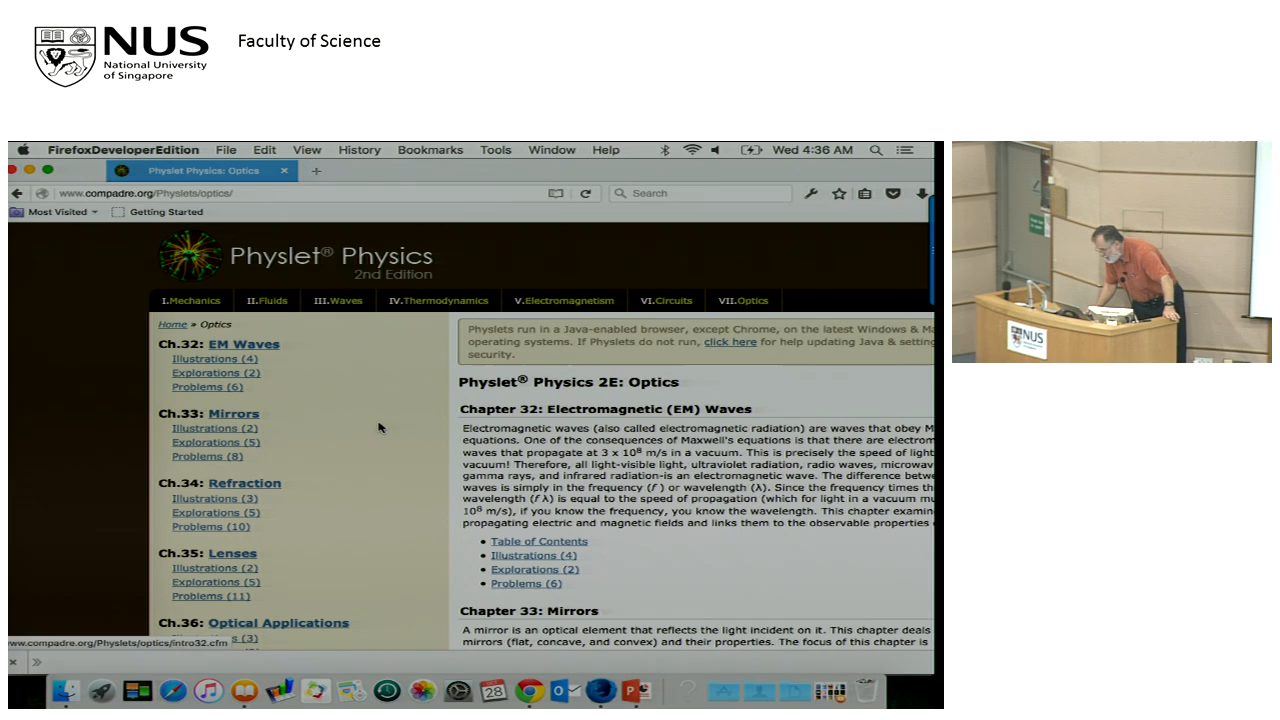 NUS
National University
of Singapore
Faculty of Science
FirefoxDeveloperEdition File Edit View History Bookmarks Tools Window Help Wed 4:36 AM
Physlet Physics: Optics × +
www.compadre.org/Physlets/optics/
Search
Most Visited
Getting Started
Physlet® Physics
2nd Edition
I.Mechanics II.Fluids III.Waves IV.Thermodynamics V.Electromagnetism VI.Circuits VII.Optics
Home » Optics
Ch.32: EM Waves
Illustrations (4)
Explorations (2)
Problems (6)
Ch.33: Mirrors
Illustrations (2)
Explorations (5)
Problems (8)
Ch.34: Refraction
Illustrations (3)
Explorations (5)
Problems (10)
Ch.35: Lenses
Illustrations (2)
Explorations (5)
Problems (11)
Ch.36: Optical Applications
s (3)
www.compadre.org/Physlets/optics/intro32.cfm
Physlets run in a Java-enabled browser, except Chrome, on the latest Windows & Ma
operating systems. If Physlets do not run, click here for help updating Java & setting
security.
Physlet® Physics 2E: Optics
Chapter 32: Electromagnetic (EM) Waves
Electromagnetic waves (also called electromagnetic radiation) are waves that obey M
equations. One of the consequences of Maxwell's equations is that there are electrom
waves that propagate at 3 x 10⁸ m/s in a vacuum. This is precisely the speed of light
vacuum! Therefore, all light-visible light, ultraviolet radiation, radio waves, microwav
gamma rays, and infrared radiation-is an electromagnetic wave. The difference betwe
waves is simply in the frequency (f ) or wavelength (λ). Since the frequency times th
wavelength (f λ) is equal to the speed of propagation (which for light in a vacuum mu
10⁸ m/s), if you know the frequency, you know the wavelength. This chapter examin
propagating electric and magnetic fields and links them to the observable properties
• Table of Contents
• Illustrations (4)
• Explorations (2)
• Problems (6)
Chapter 33: Mirrors
A mirror is an optical element that reflects the light incident on it. This chapter deals
mirrors (flat, concave, and convex) and their properties. The focus of this chapter is
28
NUS